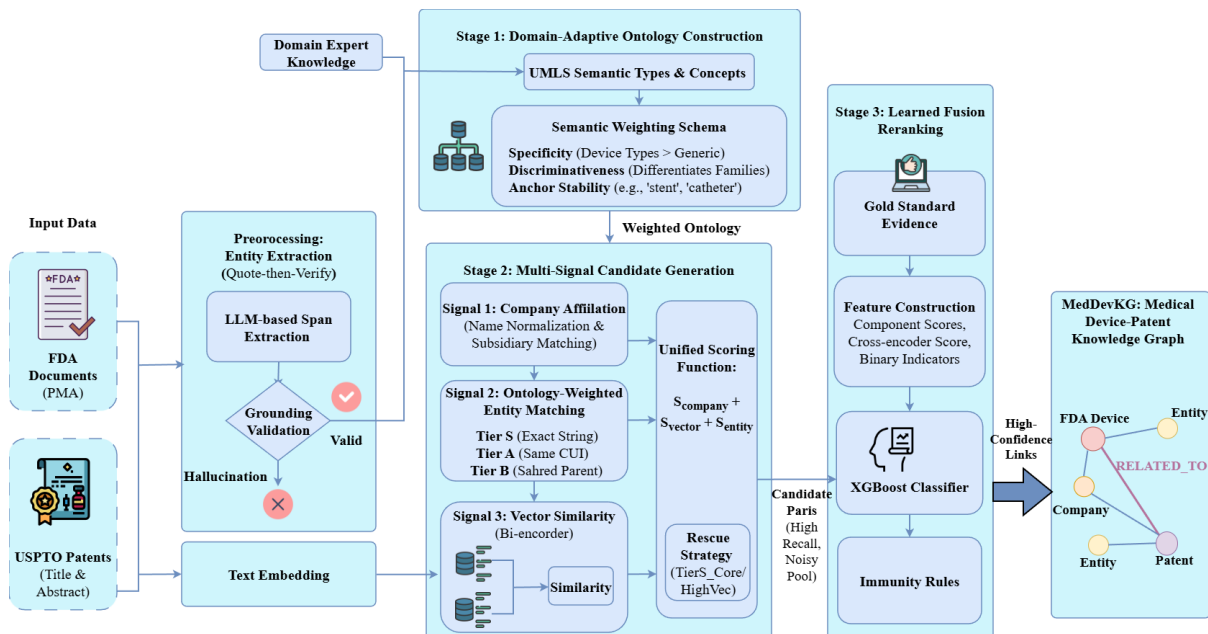 Input Data
FDA
FDA
Documents
(PMA)
USPTO Patents
(Title &
Abstract)
Preorocessing:
Entity Extraction
(Quote-then-Verify)
LLM-based Span
Extraction
Grounding
Validation
Valid
Hallucination
Text Embedding
Domain Expert
Knowledge
Stage 1: Domain-Adaptive Ontology Construction
UMLS Semantic Types & Concepts
Semantic Weighting Schema
Specificity (Device Types > Generic)
Discriminativeness (Differentiates Families)
Anchor Stability (e.g., 'stent', 'catheter')
Weighted Ontology
Stage 2: Multi-Signal Candidate Generation
Signal 1: Company Affiilation
(Name Normalization &
Subsidiary Matching)
Signal 2: Ontology-Weighted
Entity Matching
Tier S (Exact String)
Tier A (Same CUI)
Tier B (Sahred Parent)
Signal 3: Vector Similarity
(Bi-encorder)
Similarity
Unified Scoring
Function:
Scompany +
Svector + Sentity
Rescue
Strategy
(TierS_Core/
HighVec)
Candidate
Paris
(High
Recall,
Noisy
Pool)
Stage 3: Learned Fusion
Reranking
Gold Standard
Evidence
Feature Construction
Component Scores,
Cross-encoder Score,
Binary Indicators
XGBoost Classifier
Immunity Rules
High-
Confidence
Links
MedDevKG: Medical
Device-Patent
Knowledge Graph
Entity
FDA Device
RELATED_TO
Company
Entity
Patent